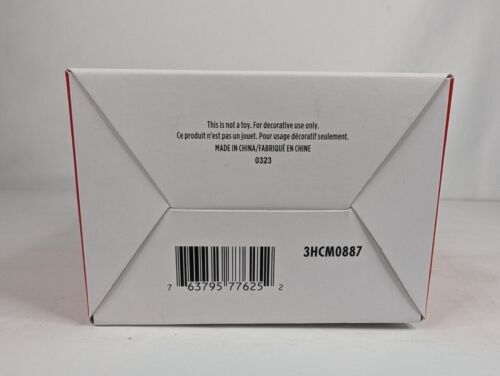 This is not a toy. For decorative use only.
Ce produit n'est pas un jouet. Pour usage décoratif seulement.
MADE IN CHINA/FABRIQUÉ EN CHINE
0323
3HCM0887
7 63795 77625 2